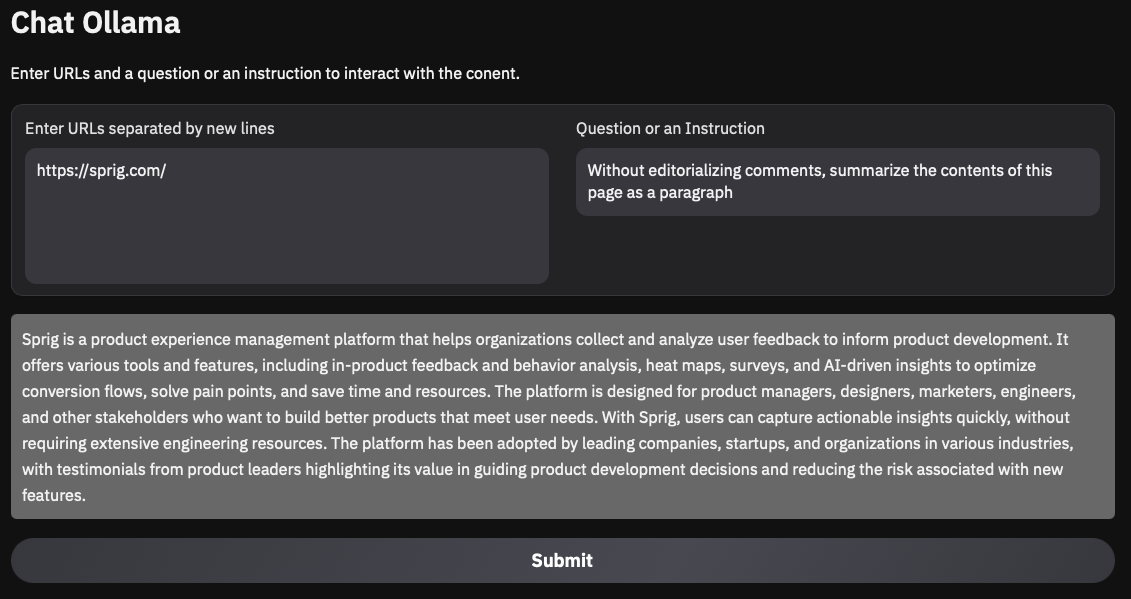 Chat Ollama
Enter URLs and a question or an instruction to interact with the conent.
Enter URLs separated by new lines
https://sprig.com/
Question or an Instruction
Without editorializing comments, summarize the contents of this
page as a paragraph
Sprig is a product experience management platform that helps organizations collect and analyze user feedback to inform product development. It
offers various tools and features, including in-product feedback and behavior analysis, heat maps, surveys, and AI-driven insights to optimize
conversion flows, solve pain points, and save time and resources. The platform is designed for product managers, designers, marketers, engineers,
and other stakeholders who want to build better products that meet user needs. With Sprig, users can capture actionable insights quickly, without
requiring extensive engineering resources. The platform has been adopted by leading companies, startups, and organizations in various industries,
with testimonials from product leaders highlighting its value in guiding product development decisions and reducing the risk associated with new
features.
Submit